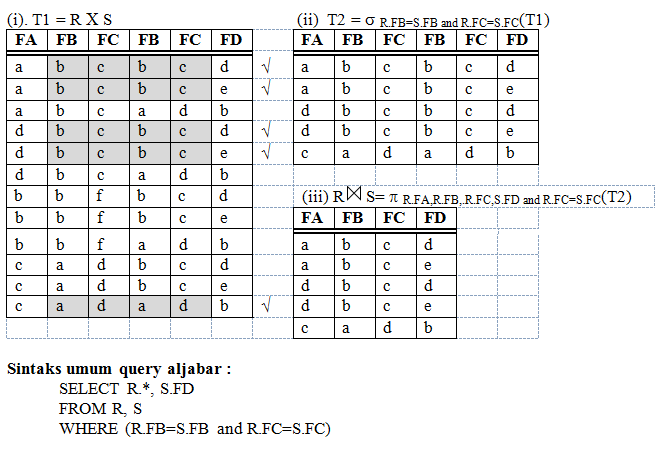 (i). T1 = R X S
FA FB FC FB FC FD
a b c b c d √
a b c b c e √
a b c a d b
d b c b c d √
d b c b c e √
d b c a d b
b b f b c d
b b f b c e
b b f a d b
c a d b c d
c a d b c e
c a d a d b √
(ii) T2 = σ R.FB=S.FB and R.FC=S.FC(T1)
FA FB FC FB FC FD
a b c b c d
a b c b c e
d b c b c d
d b c b c e
c a d a d b
(iii) R⋈ S= π R.FA,R.FB,.R.FC,S.FD and R.FC=S.FC(T2)
FA FB FC FD
a b c d
a b c e
d b c d
d b c e
c a d b
Sintaks umum query aljabar :
SELECT R.*, S.FD
FROM R, S
WHERE (R.FB=S.FB and R.FC=S.FC)